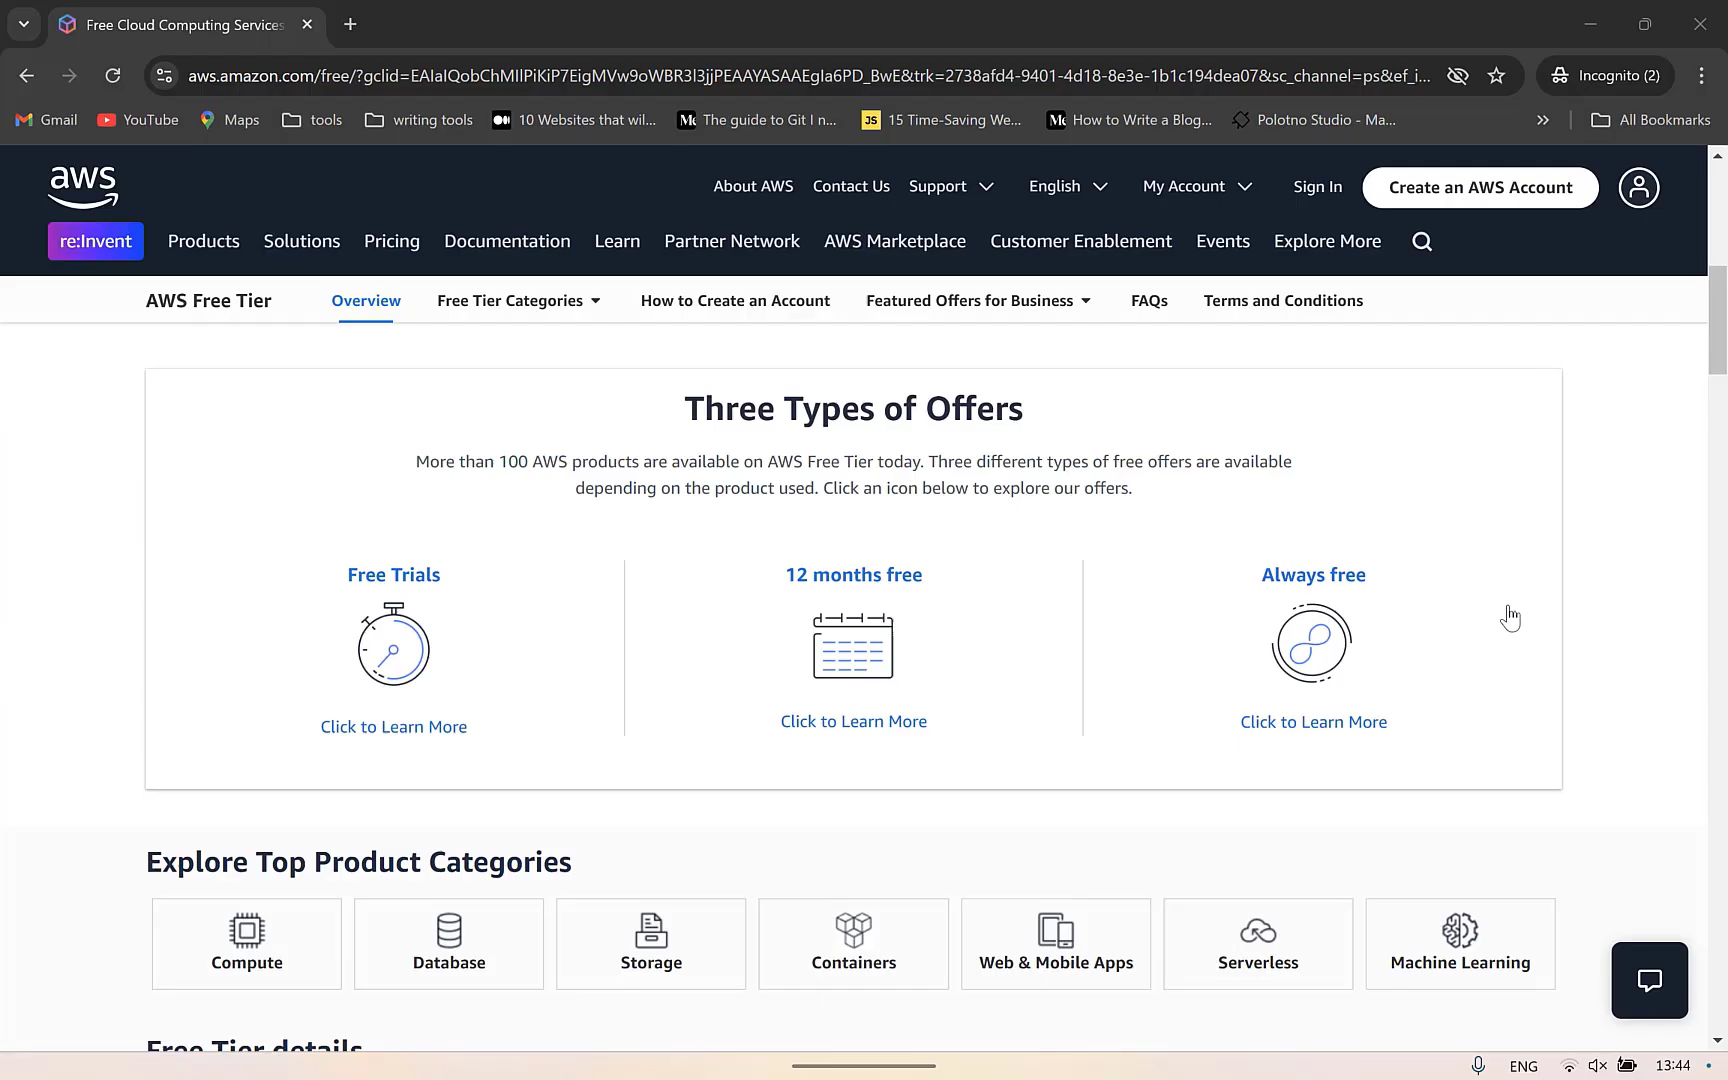 Free Cloud Computing Services
aws.amazon.com/free/?gclid=EAIaIQobChMIlPiKiP7EigMVw9oWBR3l3jjPEAAYASAAEgIa6PD_BwE&trk=2738afd4-9401-4d18-8e3e-1b1c194dea07&sc_channel=ps&ef_i...
Incognito (2)
Gmail YouTube Maps tools writing tools 10 Websites that wil... The guide to Git I n... JS 15 Time-Saving We... How to Write a Blog... Polotno Studio - Ma... » All Bookmarks
aws
About AWS Contact Us Support English My Account Sign In Create an AWS Account
re:Invent Products Solutions Pricing Documentation Learn Partner Network AWS Marketplace Customer Enablement Events Explore More
AWS Free Tier Overview Free Tier Categories How to Create an Account Featured Offers for Business FAQs Terms and Conditions
Three Types of Offers
More than 100 AWS products are available on AWS Free Tier today. Three different types of free offers are available
depending on the product used. Click an icon below to explore our offers.
Free Trials 12 months free Always free
Click to Learn More Click to Learn More Click to Learn More
Explore Top Product Categories
Compute Database Storage Containers Web & Mobile Apps Serverless Machine Learning
Free Tier details
ENG 13:44